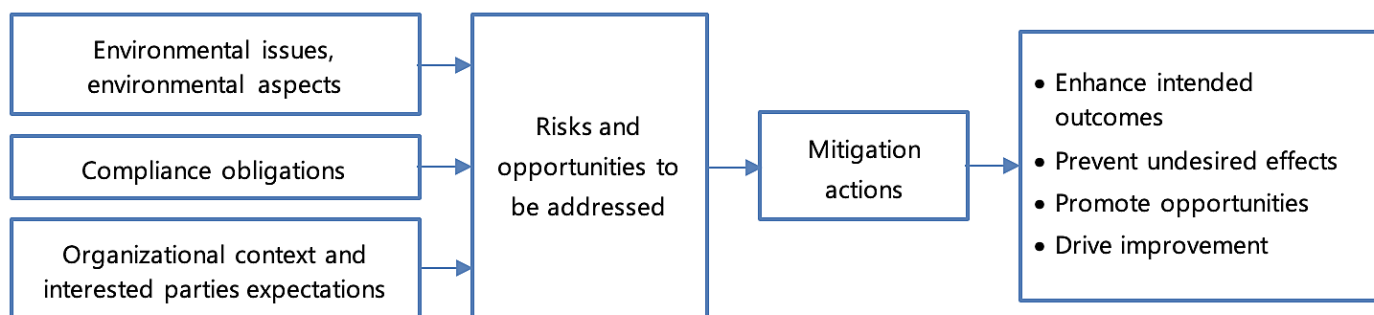 Environmental issues,
environmental aspects
Compliance obligations
Organizational context and
interested parties expectations
Risks and
opportunities to
be addressed
Mitigation
actions
• Enhance intended
outcomes
• Prevent undesired effects
• Promote opportunities
• Drive improvement